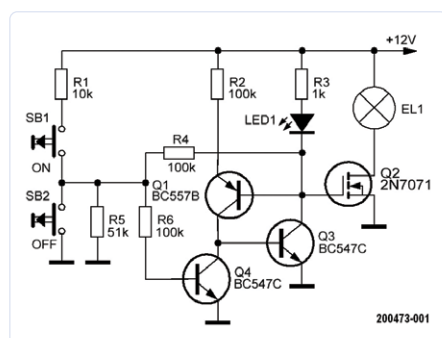 +12V
R1
10k
R2
100k
R3
1k
SB1
LED1
EL1
ON
R4
100k
SB2
Q1
BC557B
Q2
2N7071
R5
51k
R6
100k
OFF
Q3
BC547C
Q4
BC547C
200473-001